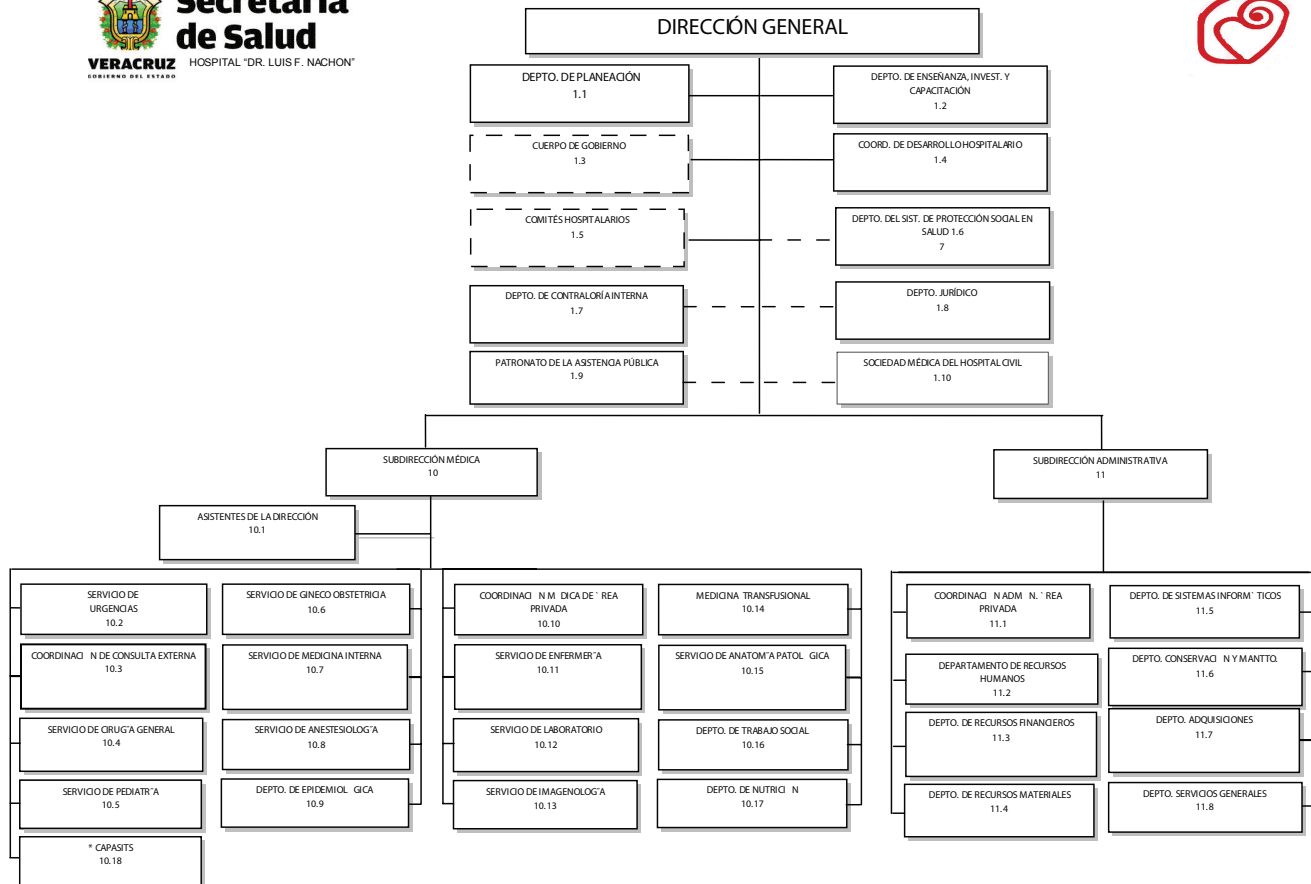 Secretaría
de Salud
VERACRUZ
GOBIERNO DEL ESTADO
HOSPITAL "DR. LUIS F. NACHON"
DIRECCIÓN GENERAL
DEPTO. DE PLANEACIÓN
1.1
DEPTO. DE ENSEÑANZA, INVEST. Y
CAPACITACIÓN
1.2
CUERPO DE GOBIERNO
1.3
COORD. DE DESARROLLO HOSPITALARIO
1.4
COMITÉS HOSPITALARIOS
1.5
DEPTO. DEL SIST. DE PROTECCIÓN SOCIAL EN
SALUD 1.6
7
DEPTO. DE CONTRALORÍA INTERNA
1.7
DEPTO. JURÍDICO
1.8
PATRONATO DE LA ASISTENCIA PÚBLICA
1.9
SOCIEDAD MÉDICA DEL HOSPITAL CIVIL
1.10
SUBDIRECCIÓN MÉDICA
10
SUBDIRECCIÓN ADMINISTRATIVA
11
ASISTENTES DE LA DIRECCIÓN
10.1
SERVICIO DE
URGENCIAS
10.2
SERVICIO DE GINECO OBSTETRICIA
10.6
COORDINACI N M DICA DE ` REA
PRIVADA
10.10
MEDICINA TRANSFUSIONAL
10.14
COORDINACI N ADM N. ` REA
PRIVADA
11.1
DEPTO. DE SISTEMAS INFORM` TICOS
11.5
COORDINACI N DE CONSULTA EXTERNA
10.3
SERVICIO DE MEDICINA INTERNA
10.7
SERVICIO DE ENFERMER¨A
10.11
SERVICIO DE ANATOM¨A PATOL GICA
10.15
DEPARTAMENTO DE RECURSOS
HUMANOS
11.2
DEPTO. CONSERVACI N Y MANTTO.
11.6
SERVICIO DE CIRUG¨A GENERAL
10.4
SERVICIO DE ANESTESIOLOG¨A
10.8
SERVICIO DE LABORATORIO
10.12
DEPTO. DE TRABAJO SOCIAL
10.16
DEPTO. DE RECURSOS FINANCIEROS
11.3
DEPTO. ADQUISICIONES
11.7
SERVICIO DE PEDIATR¨A
10.5
DEPTO. DE EPIDEMIOL GICA
10.9
SERVICIO DE IMAGENOLOG¨A
10.13
DEPTO. DE NUTRICI N
10.17
DEPTO. DE RECURSOS MATERIALES
11.4
DEPTO. SERVICIOS GENERALES
11.8
* CAPASITS
10.18